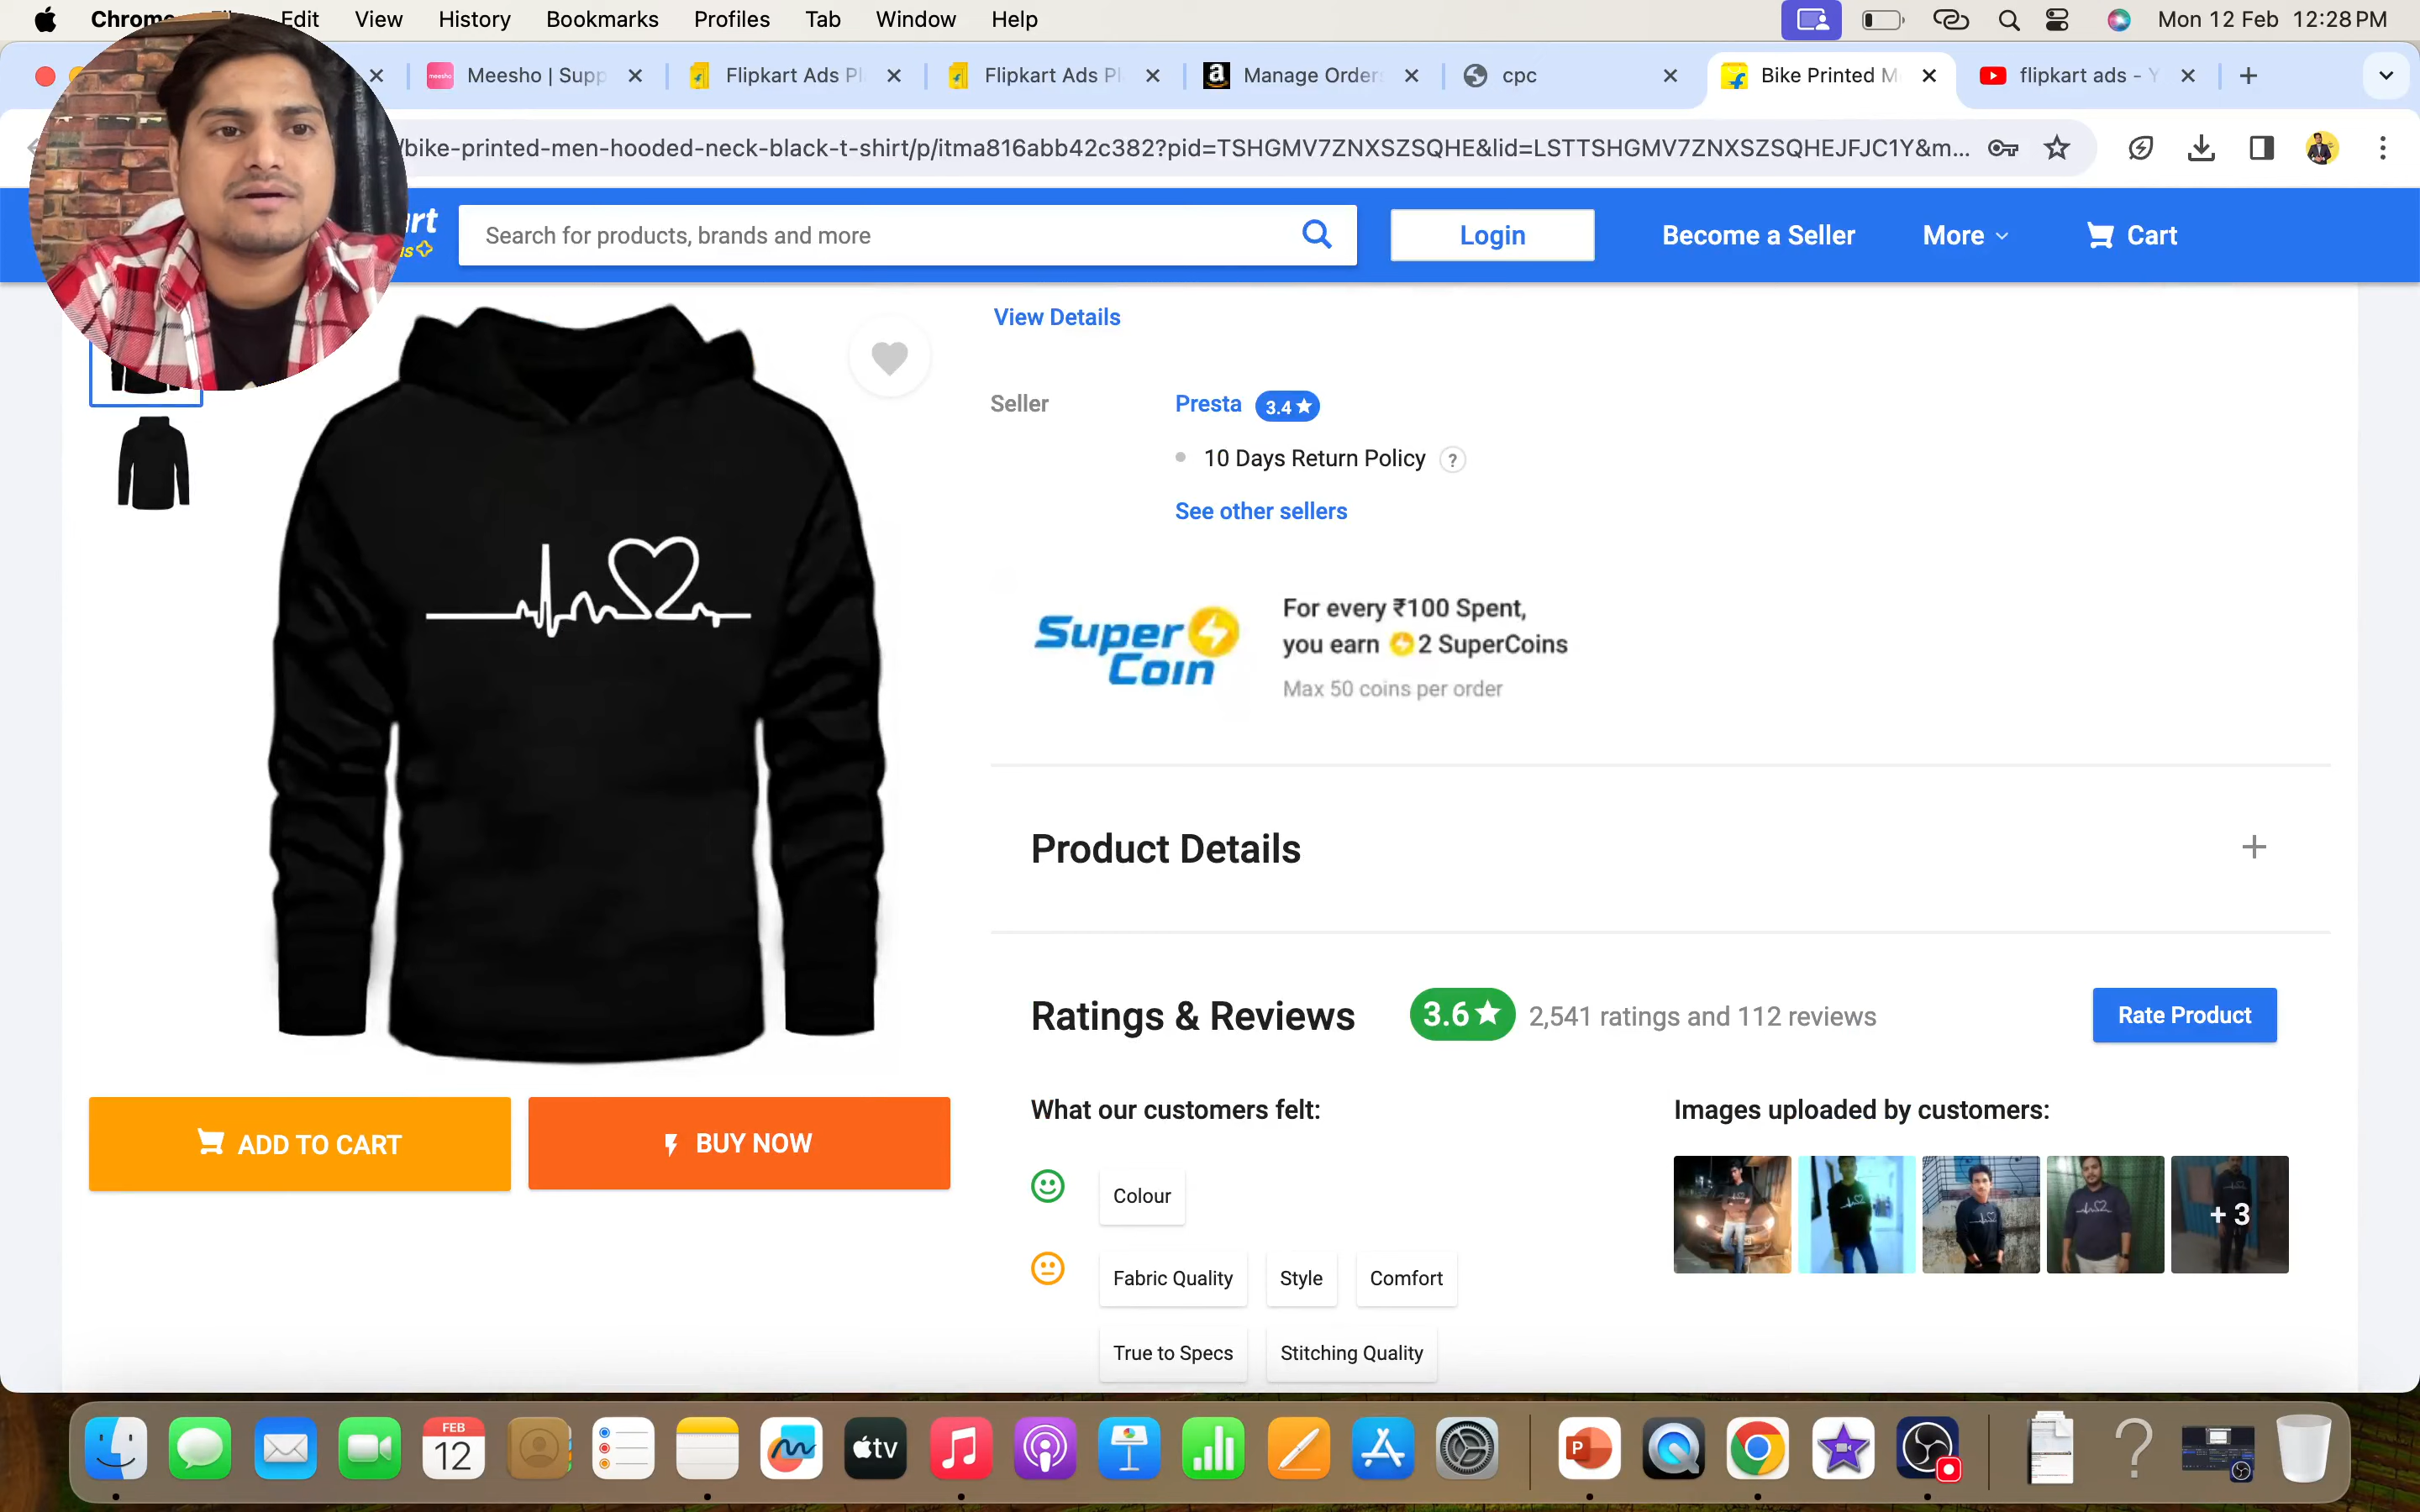 Chrome Edit View History Bookmarks Profiles Tab Window Help Mon 12 Feb 12:28 PM
meesho Meesho | Supp Flipkart Ads Pl Flipkart Ads Pl a Manage Order cpc Bike Printed M flipkart ads - Y
/bike-printed-men-hooded-neck-black-t-shirt/p/itma816abb42c382?pid=TSHGMV7ZNXSZSQHE&lid=LSTTSHGMV7ZNXSZSQHEJFJC1Y&m...
Search for products, brands and more Login Become a Seller More Cart
View Details
Seller Presta 3.4★
10 Days Return Policy ?
See other sellers
Super Coin
For every ₹100 Spent,
you earn 2 SuperCoins
Max 50 coins per order
Product Details +
Ratings & Reviews 3.6★ 2,541 ratings and 112 reviews Rate Product
What our customers felt: Images uploaded by customers:
ADD TO CART BUY NOW
Colour
+ 3
Fabric Quality Style Comfort
True to Specs Stitching Quality
FEB
12
tv
P
?